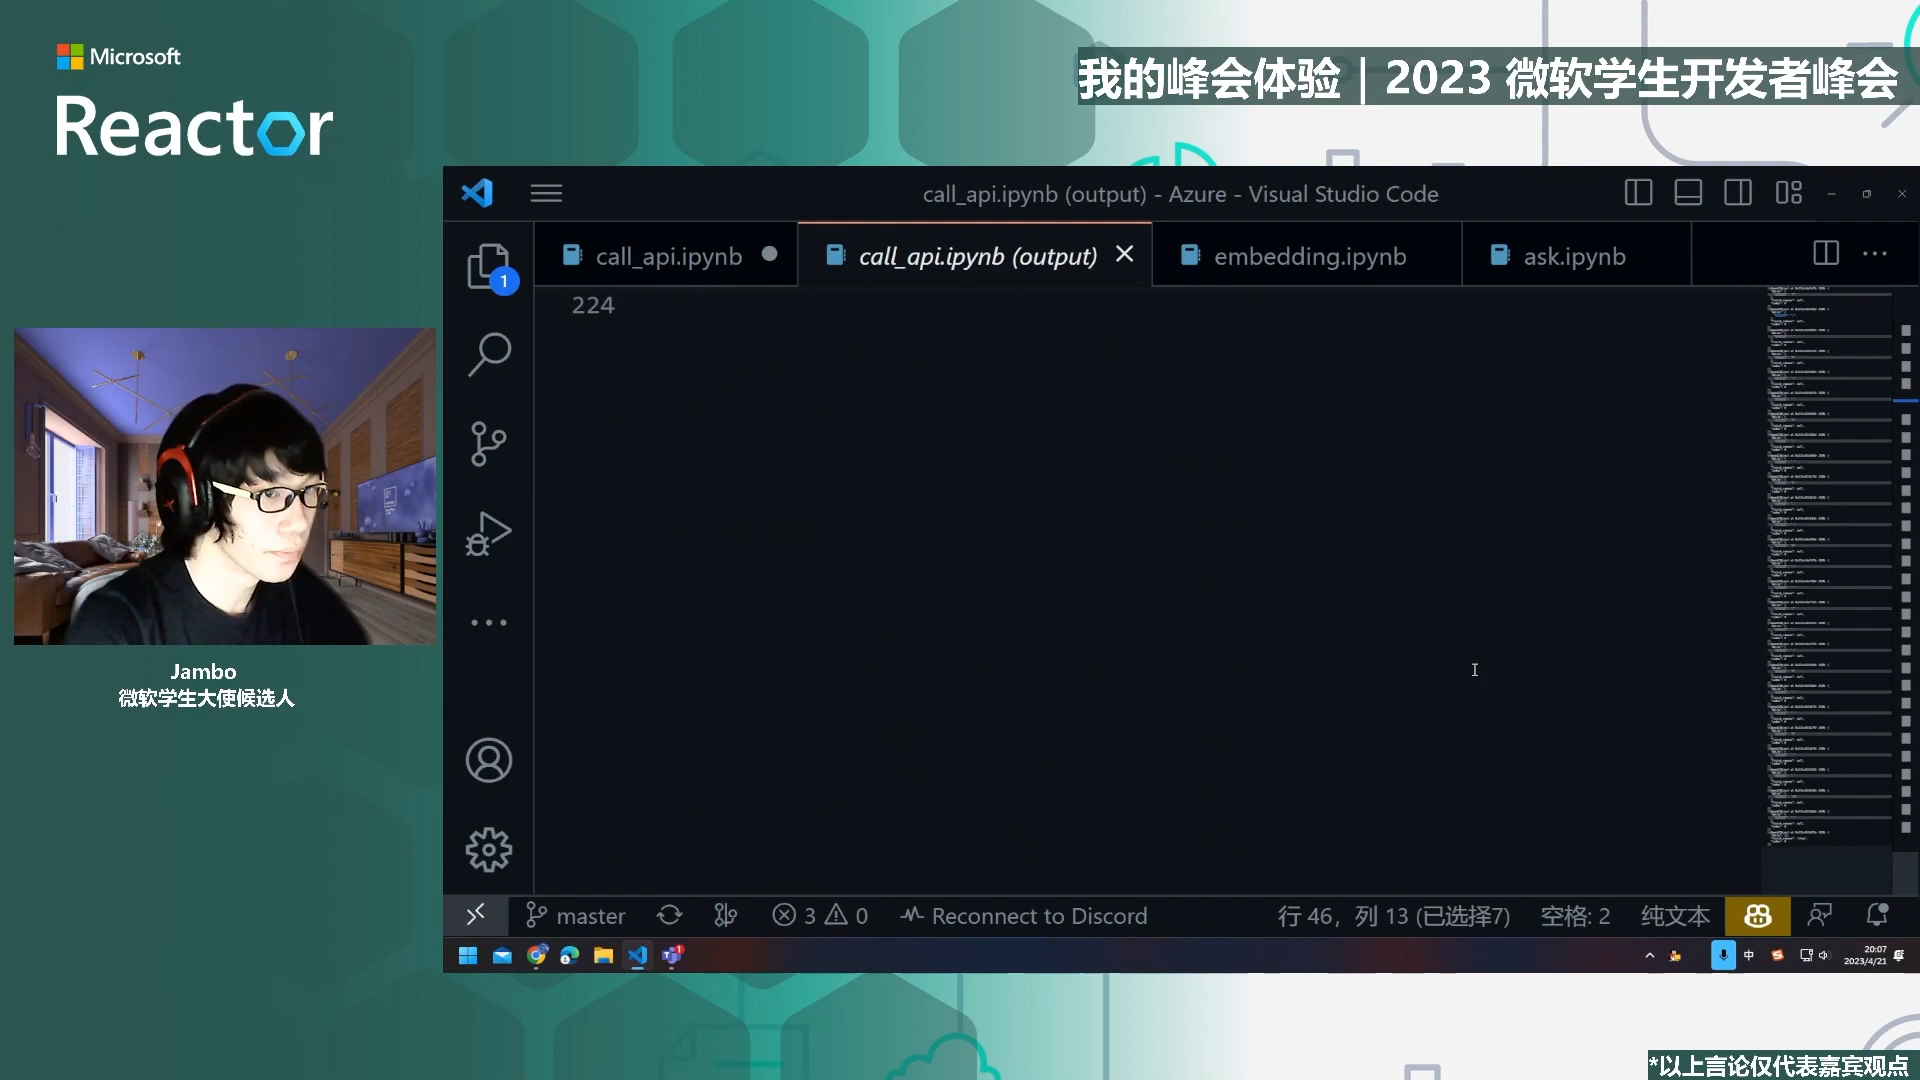 Microsoft
Reactor
我的峰会体验｜2023 微软学生开发者峰会
call_api.ipynb (output) - Azure - Visual Studio Code
call_api.ipynb
call_api.ipynb (output)
embedding.ipynb
ask.ipynb
1
224
Jambo
微软学生大使候选人
master
3
0
Reconnect to Discord
行 46，列 13 (已选择7)
空格: 2
纯文本
1
中
20:07
2023/4/21
*以上言论仅代表嘉宾观点